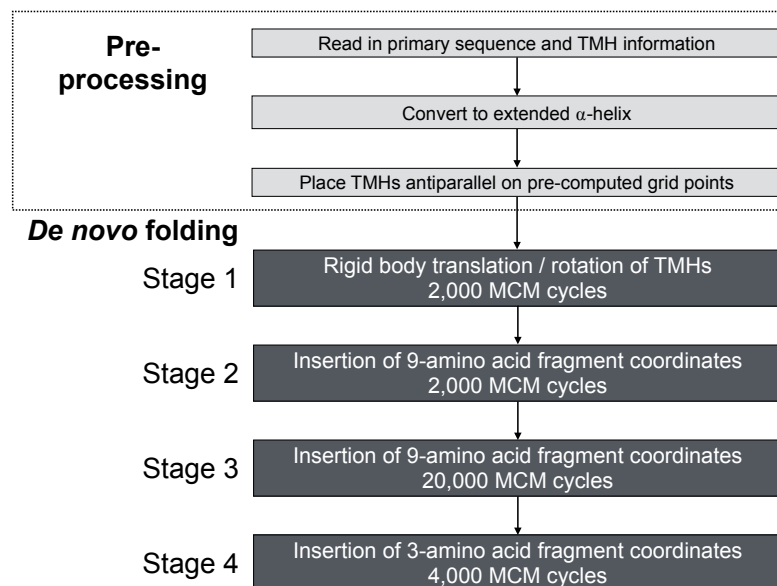 Pre-
processing
Read in primary sequence and TMH information
Convert to extended α-helix
Place TMHs antiparallel on pre-computed grid points
De novo folding
Stage 1
Rigid body translation / rotation of TMHs
2,000 MCM cycles
Stage 2
Insertion of 9-amino acid fragment coordinates
2,000 MCM cycles
Stage 3
Insertion of 9-amino acid fragment coordinates
20,000 MCM cycles
Stage 4
Insertion of 3-amino acid fragment coordinates
4,000 MCM cycles